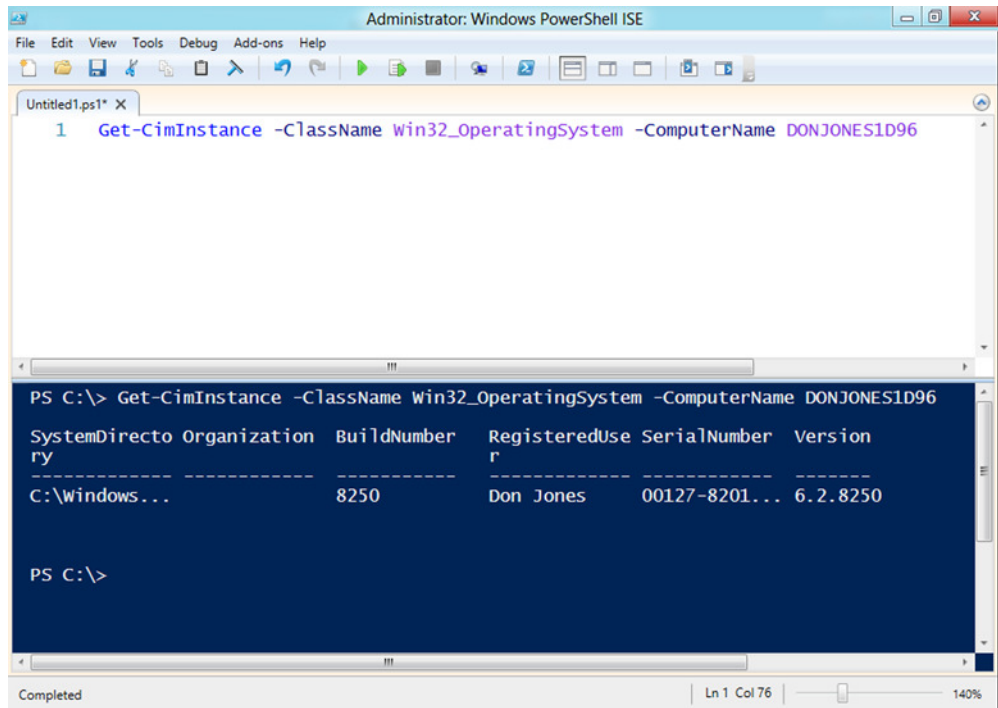 Administrator: Windows PowerShell ISE
File Edit View Tools Debug Add-ons Help
Untitled1.ps1* X
1 Get-CimInstance -ClassName Win32_OperatingSystem -ComputerName DONJONES1D96
PS C:\> Get-CimInstance -ClassName Win32_OperatingSystem -ComputerName DONJONES1D96
SystemDirecto Organization BuildNumber RegisteredUse SerialNumber Version
ry r
------------- ------------ ----------- ------------- ------------ -------
C:\Windows... 8250 Don Jones 00127-8201... 6.2.8250
PS C:\>
Completed Ln 1 Col 76 140%